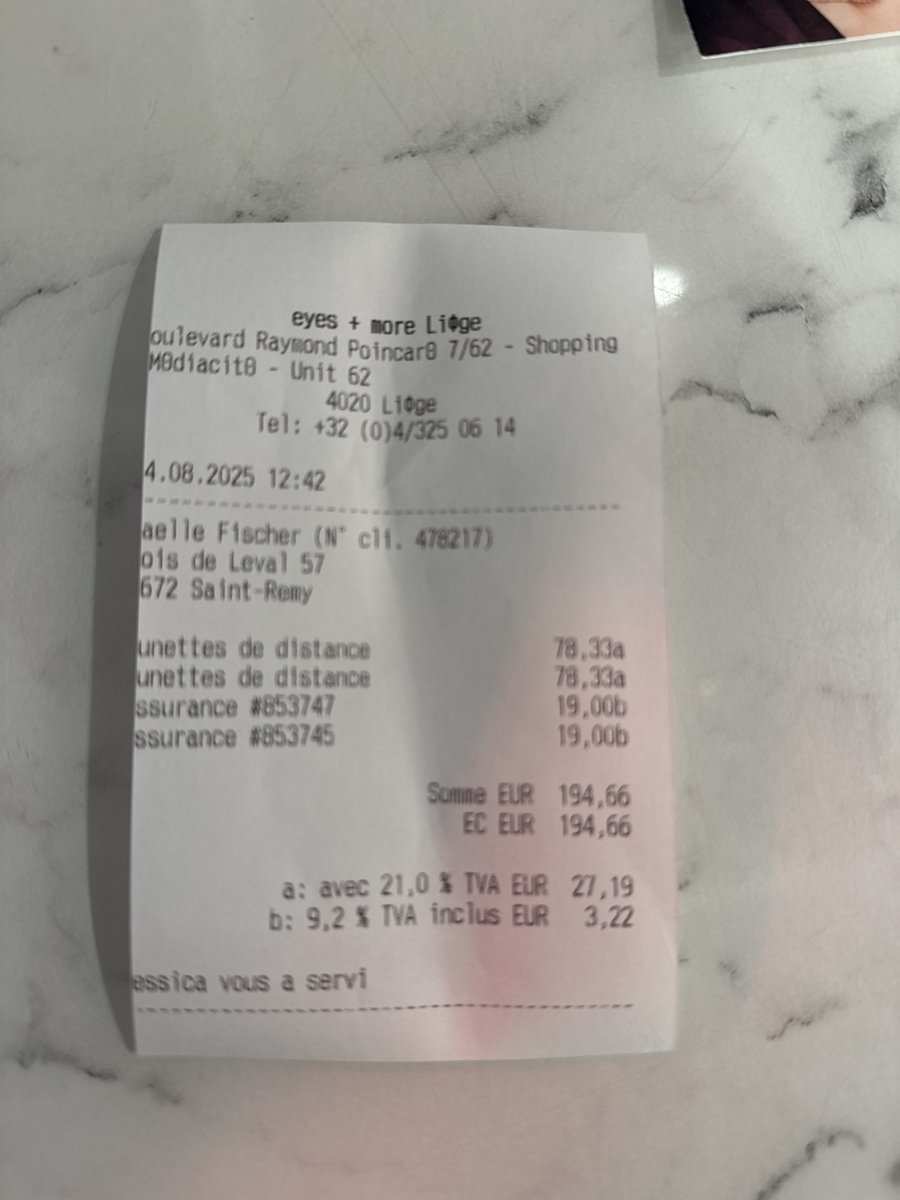 eyes + more Li¢ge
oulevard Raymond Poincar0 7/62 - Shopping
M0diacit0 - Unit 62
4020 Li¢ge
Tel: +32 (0)4/325 06 14
4.08.2025 12:42
aelle Fischer (N° cli. 478217)
ois de Leval 57
672 Saint-Remy
unettes de distance 78,33a
unettes de distance 78,33a
ssurance #853747 19,00b
ssurance #853745 19,00b
Somme EUR 194,66
EC EUR 194,66
a: avec 21,0 % TVA EUR 27,19
b: 9,2 % TVA inclus EUR 3,22
essica vous a servi